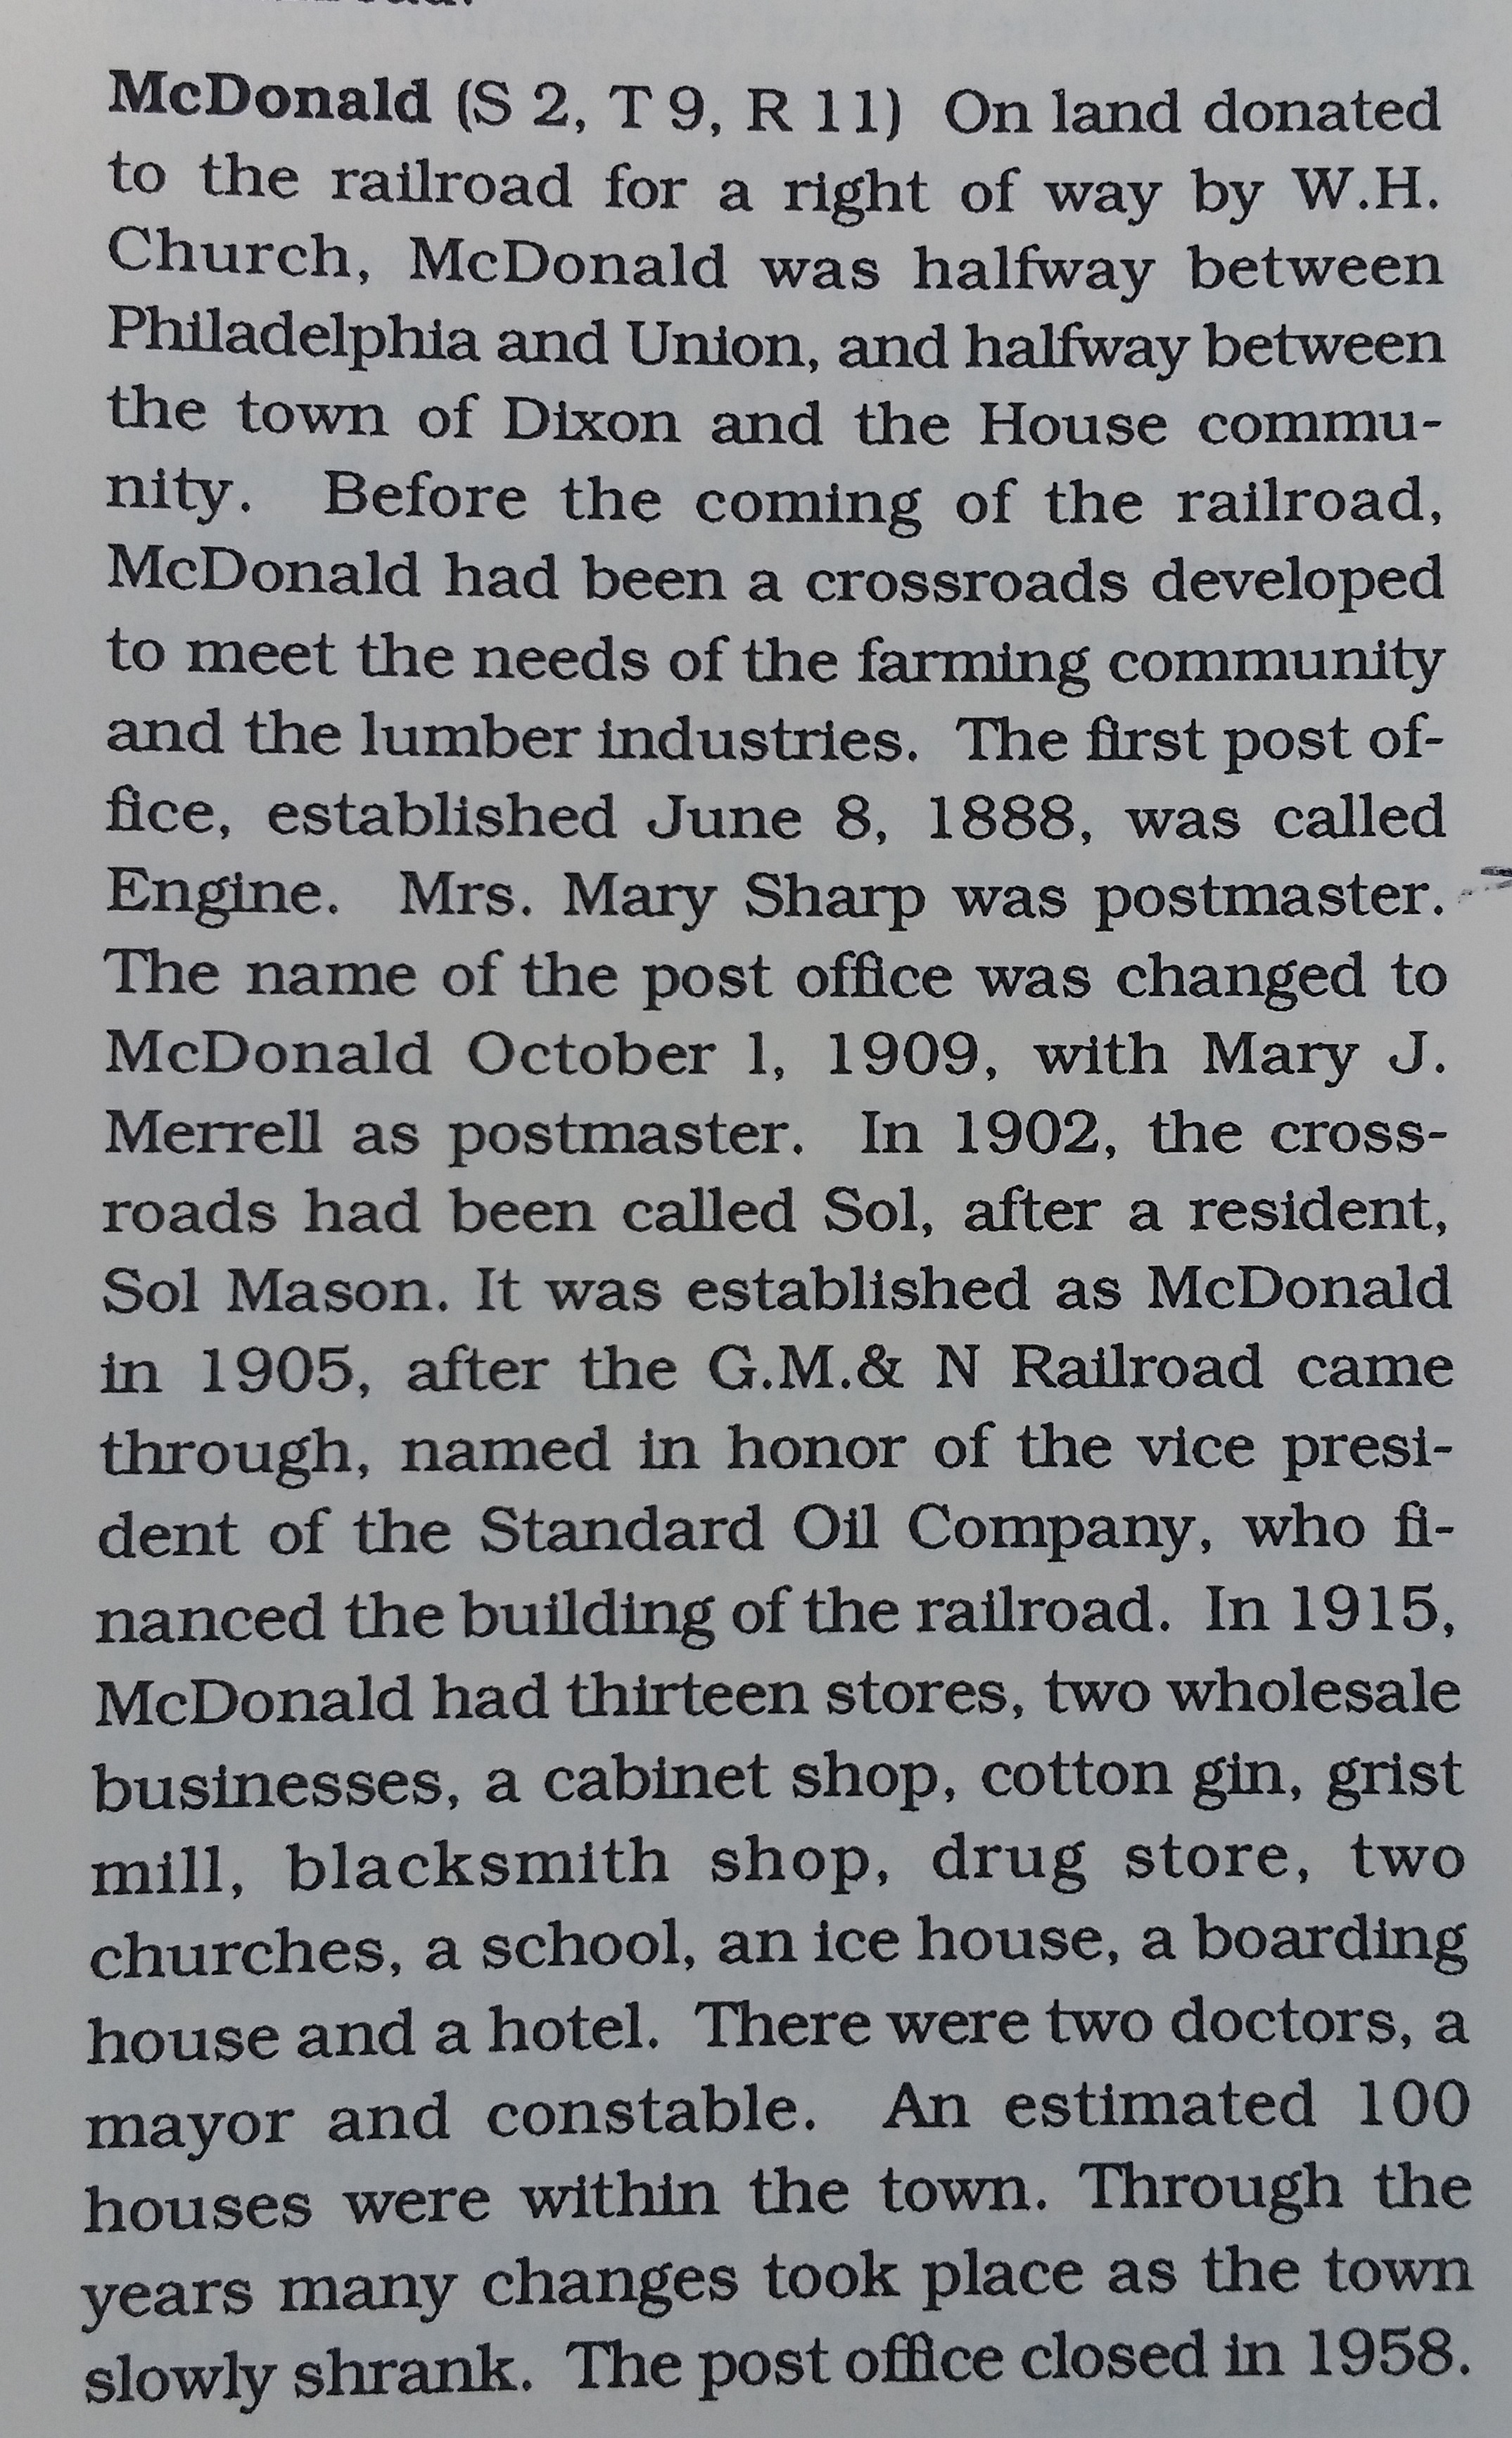 McDonald (S 2, T 9, R 11) On land donated
to the railroad for a right of way by W.H.
Church, McDonald was halfway between
Philadelphia and Union, and halfway between
the town of Dixon and the House commu-
nity. Before the coming of the railroad,
McDonald had been a crossroads developed
to meet the needs of the farming community
and the lumber industries. The first post of-
fice, established June 8, 1888, was called
Engine. Mrs. Mary Sharp was postmaster.
The name of the post office was changed to
McDonald October 1, 1909, with Mary J.
Merrell as postmaster. In 1902, the cross-
roads had been called Sol, after a resident,
Sol Mason. It was established as McDonald
in 1905, after the G.M.& N Railroad came
through, named in honor of the vice presi-
dent of the Standard Oil Company, who fi-
nanced the building of the railroad. In 1915,
McDonald had thirteen stores, two wholesale
businesses, a cabinet shop, cotton gin, grist
mill, blacksmith shop, drug store, two
churches, a school, an ice house, a boarding
house and a hotel. There were two doctors, a
mayor and constable. An estimated 100
houses were within the town. Through the
years many changes took place as the town
slowly shrank. The post office closed in 1958.